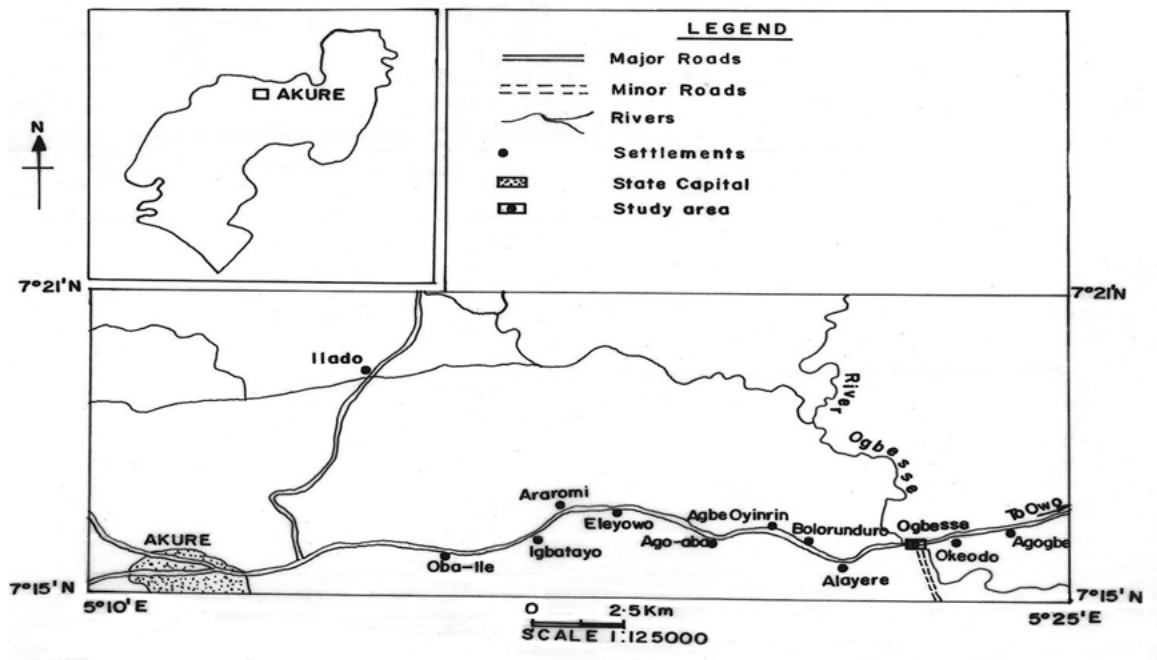 LEGEND
Major Roads
Minor Roads
Rivers
Settlements
State Capital
Study area
AKURE
N
7°21'N
7°21'N
Ilado
River
Ogbesse
Araromi
Eleyowo
Igbatayo
Agbe Oyinrin
Ago-abo
Bolorunduro
Ogbesse
To Owo
Okeodo
Agogbe
Alayere
Oba-Ile
AKURE
7°15'N
7°15'N
5°10'E
5°25'E
0 2·5Km
SCALE 1:125000